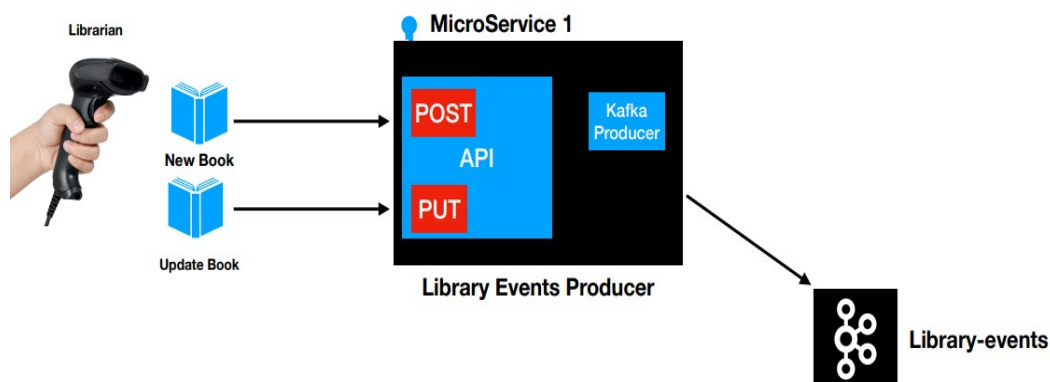 Librarian
MicroService 1
POST
Kafka
Producer
New Book
API
PUT
Update Book
Library Events Producer
Library-events